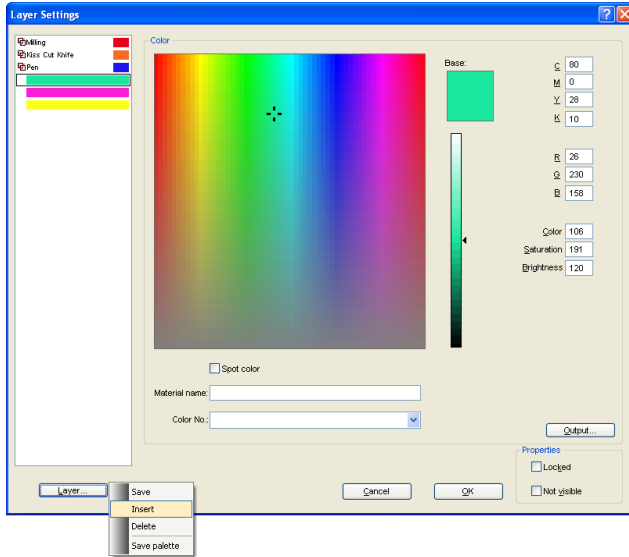 Layer Settings
Milling
Kiss Cut Knife
Pen
Color
Base:
C 80
M 0
Y 28
K 10
R 26
G 230
B 158
Color 106
Saturation 191
Brightness 120
Spot color
Material name:
Color No.:
Output...
Properties
Locked
Not visible
Layer...
Cancel
OK
Save
Insert
Delete
Save palette